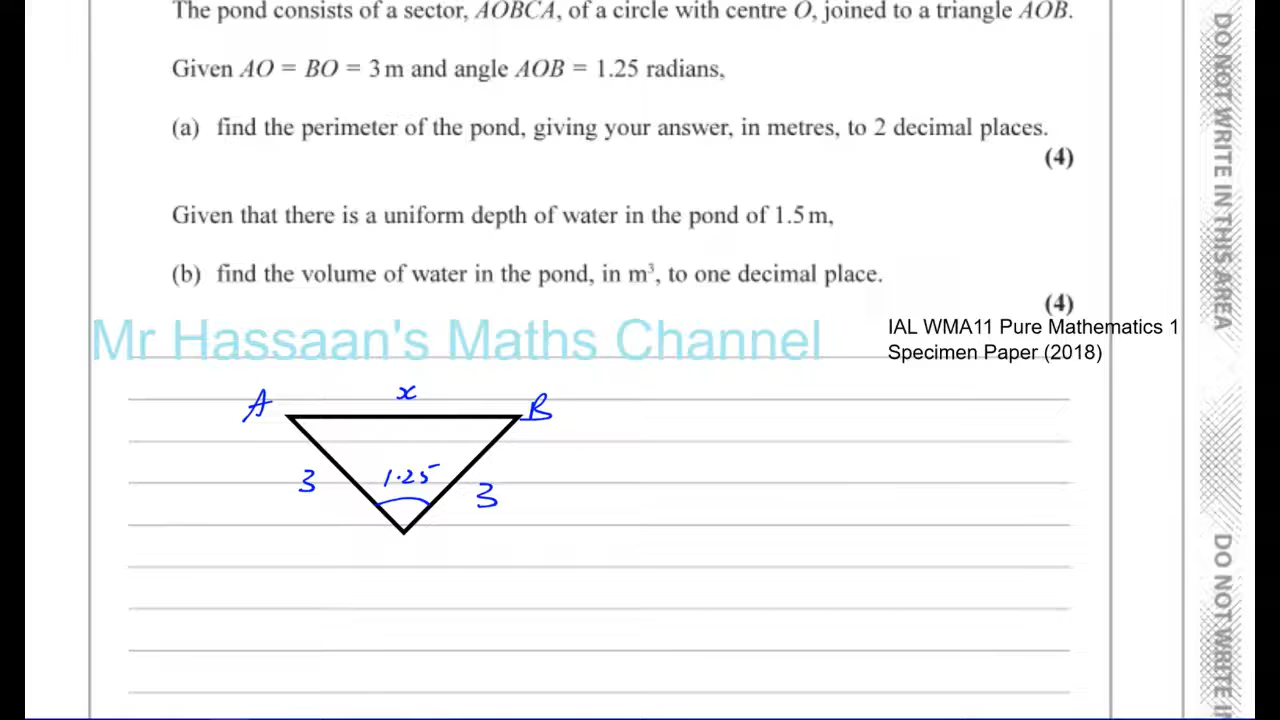 The pond consists of a sector, AOBCA, of a circle with centre O, joined to a triangle AOB.
Given AO = BO = 3 m and angle AOB = 1.25 radians,
(a) find the perimeter of the pond, giving your answer, in metres, to 2 decimal places.
(4)
Given that there is a uniform depth of water in the pond of 1.5 m,
(b) find the volume of water in the pond, in m³, to one decimal place.
(4)
Mr Hassaan's Maths Channel
IAL WMA11 Pure Mathematics 1
Specimen Paper (2018)
A x B
3 1.25 3
DO NOT WRITE IN THIS AREA
DO NOT WRITE IN